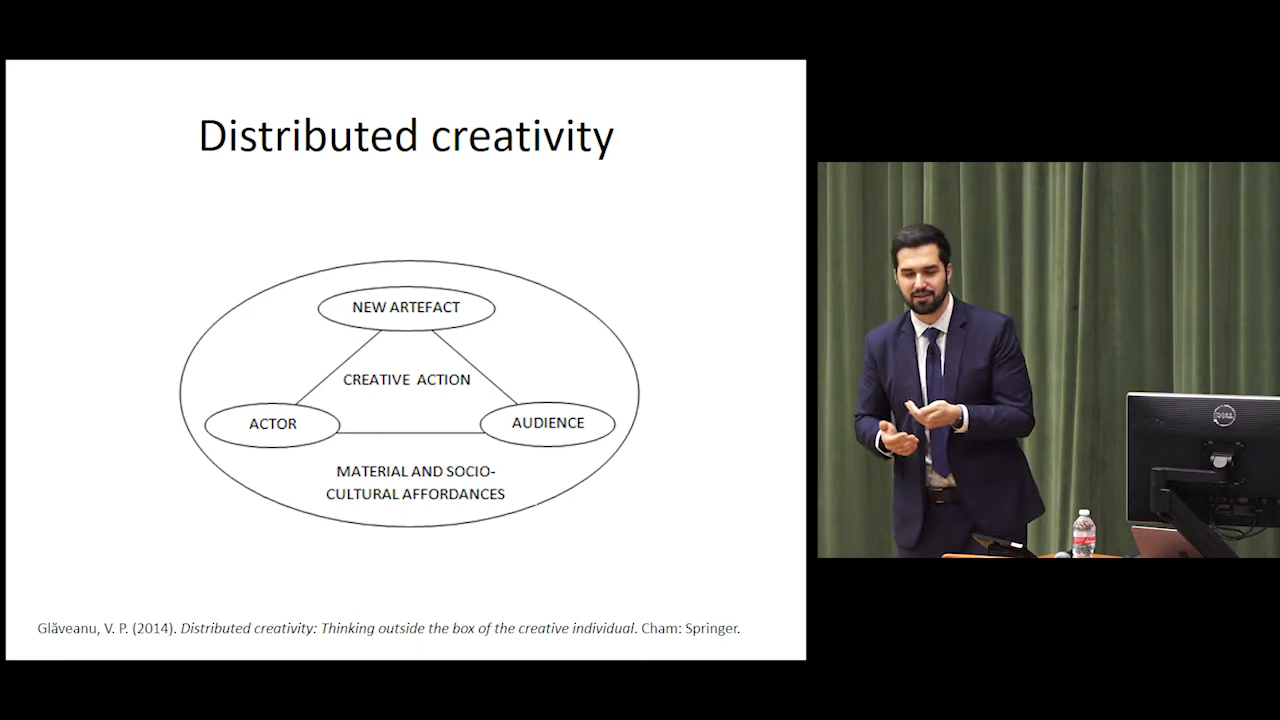 Distributed creativity
NEW ARTEFACT
CREATIVE ACTION
ACTOR
AUDIENCE
MATERIAL AND SOCIO-
CULTURAL AFFORDANCES
Glăveanu, V. P. (2014). Distributed creativity: Thinking outside the box of the creative individual. Cham: Springer.
DELL